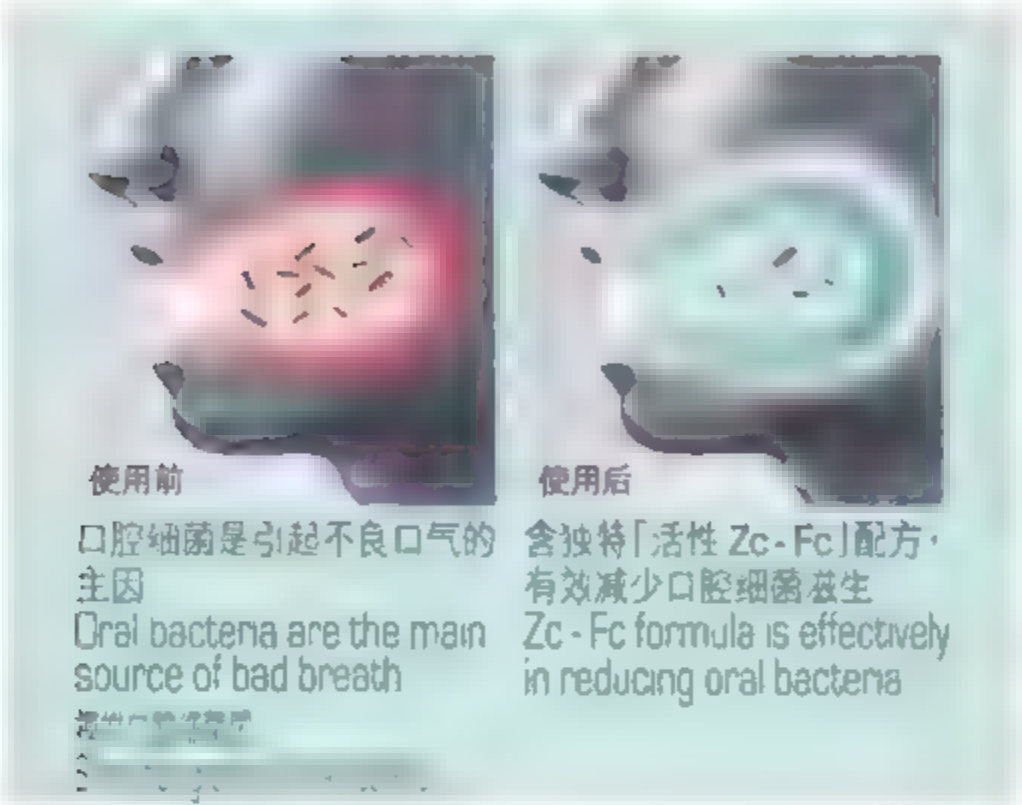 使用前
口腔细菌是引起不良口气的
主因
Oral bacteria are the main
source of bad breath
使用后
含独特「活性 Zc - Fc」配方，
有效减少口腔细菌滋生
Zc - Fc formula is effectively
in reducing oral bacteria